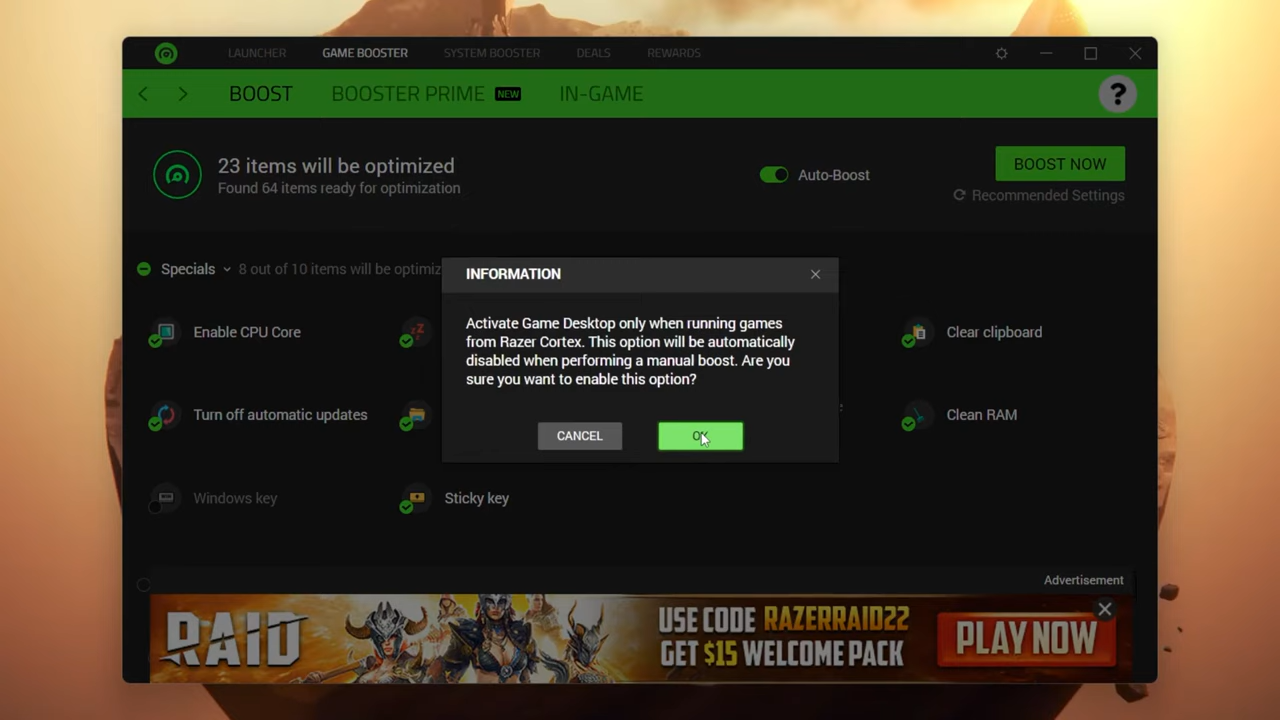 LAUNCHER GAME BOOSTER SYSTEM BOOSTER DEALS REWARDS
BOOST BOOSTER PRIME NEW IN-GAME ?
23 items will be optimized
Found 64 items ready for optimization
Auto-Boost
BOOST NOW
Recommended Settings
Specials 8 out of 10 items will be optimiz
INFORMATION
Activate Game Desktop only when running games
from Razer Cortex. This option will be automatically
disabled when performing a manual boost. Are you
sure you want to enable this option?
CANCEL OK
Enable CPU Core
Clear clipboard
Turn off automatic updates
Clean RAM
Windows key
Sticky key
Advertisement
RAID
USE CODE RAZERRAID22
GET $15 WELCOME PACK
PLAY NOW